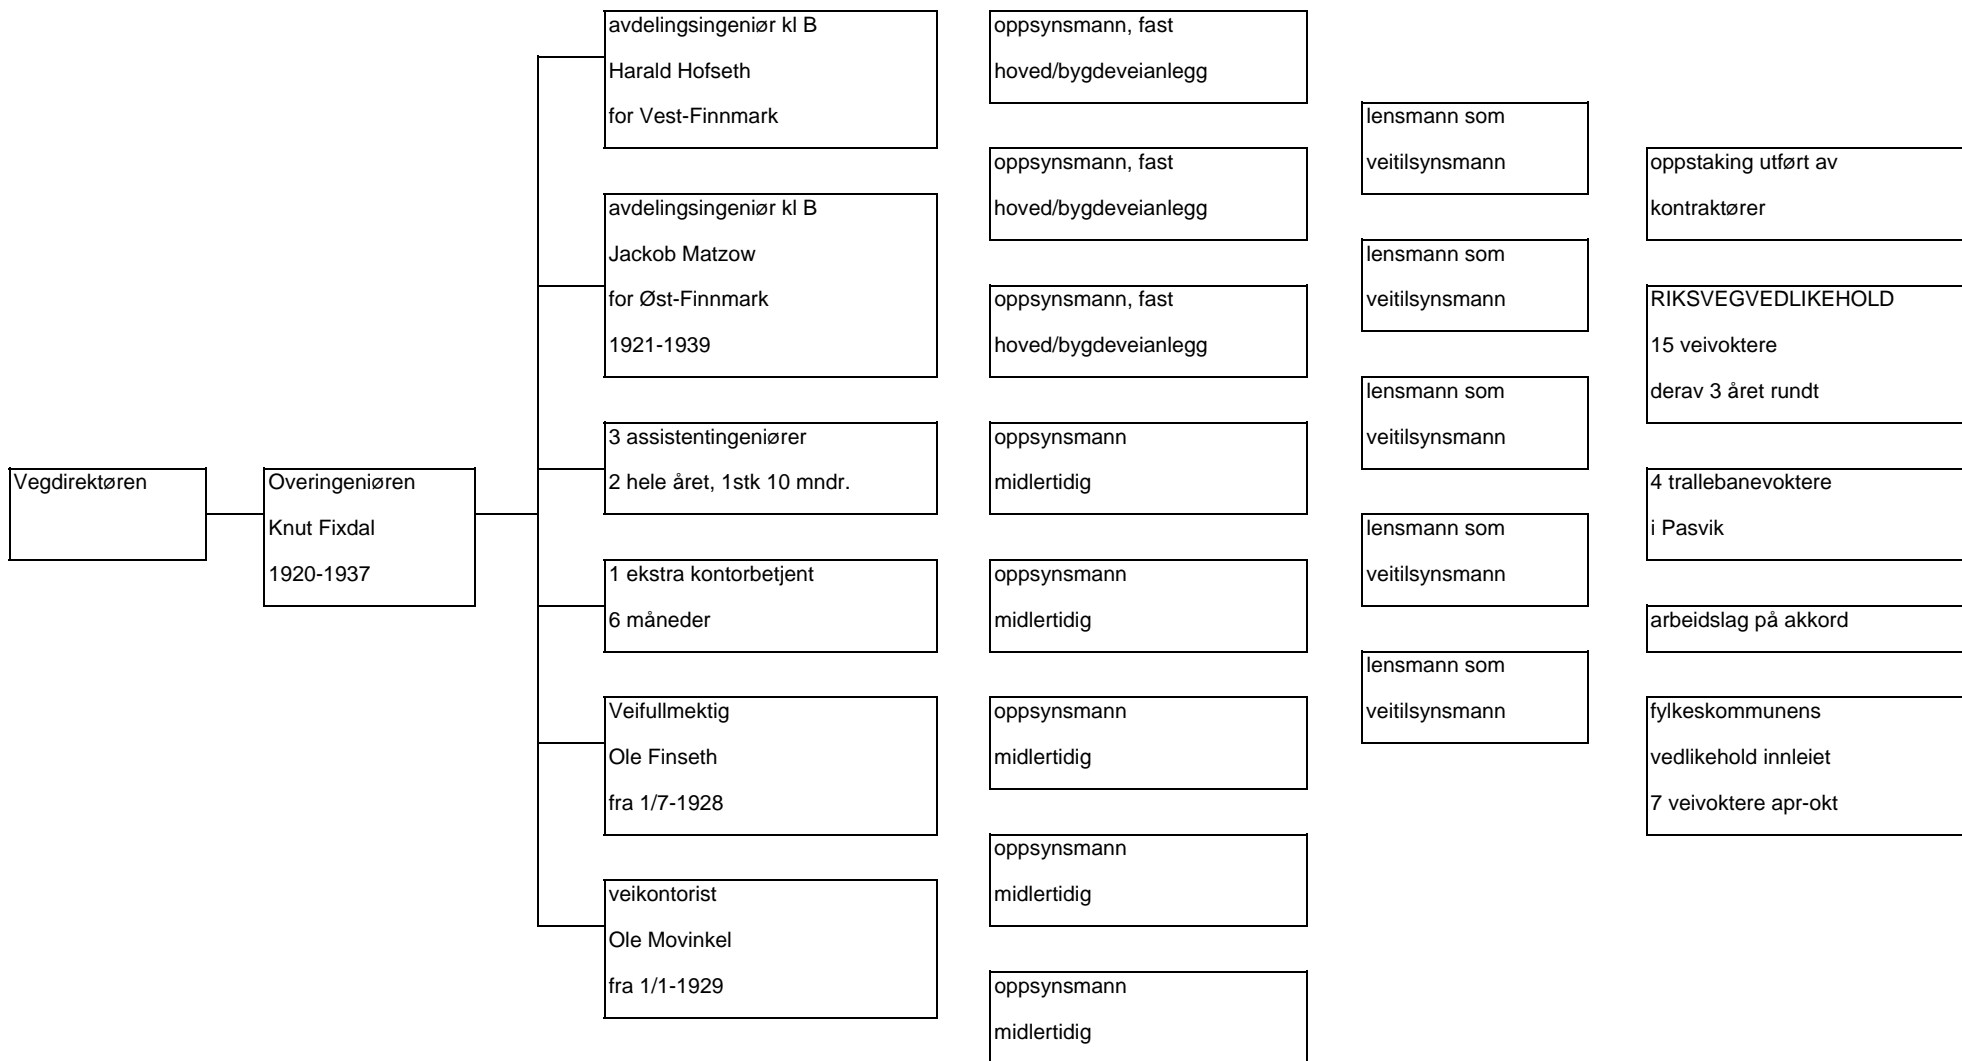 Vegdirektøren
Overingeniøren
Knut Fixdal
1920-1937
avdelingsingeniør kl B
Harald Hofseth
for Vest-Finnmark
avdelingsingeniør kl B
Jackob Matzow
for Øst-Finnmark
1921-1939
3 assistentingeniører
2 hele året, 1stk 10 mndr.
1 ekstra kontorbetjent
6 måneder
Veifullmektig
Ole Finseth
fra 1/7-1928
veikontorist
Ole Movinkel
fra 1/1-1929
oppsynsmann, fast
hoved/bygdeveianlegg
oppsynsmann, fast
hoved/bygdeveianlegg
oppsynsmann, fast
hoved/bygdeveianlegg
oppsynsmann
midlertidig
oppsynsmann
midlertidig
oppsynsmann
midlertidig
oppsynsmann
midlertidig
oppsynsmann
midlertidig
lensmann som
veitilsynsmann
lensmann som
veitilsynsmann
lensmann som
veitilsynsmann
lensmann som
veitilsynsmann
lensmann som
veitilsynsmann
oppstaking utført av
kontraktører
RIKSVEGVEDLIKEHOLD
15 veivoktere
derav 3 året rundt
4 trallebanevoktere
i Pasvik
arbeidslag på akkord
fylkeskommunens
vedlikehold innleiet
7 veivoktere apr-okt